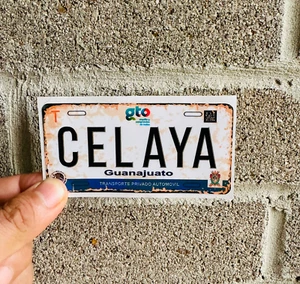 gto
CELAYA
Guanajuato
TRANSPORTE PRIVADO AUTOMOVIL